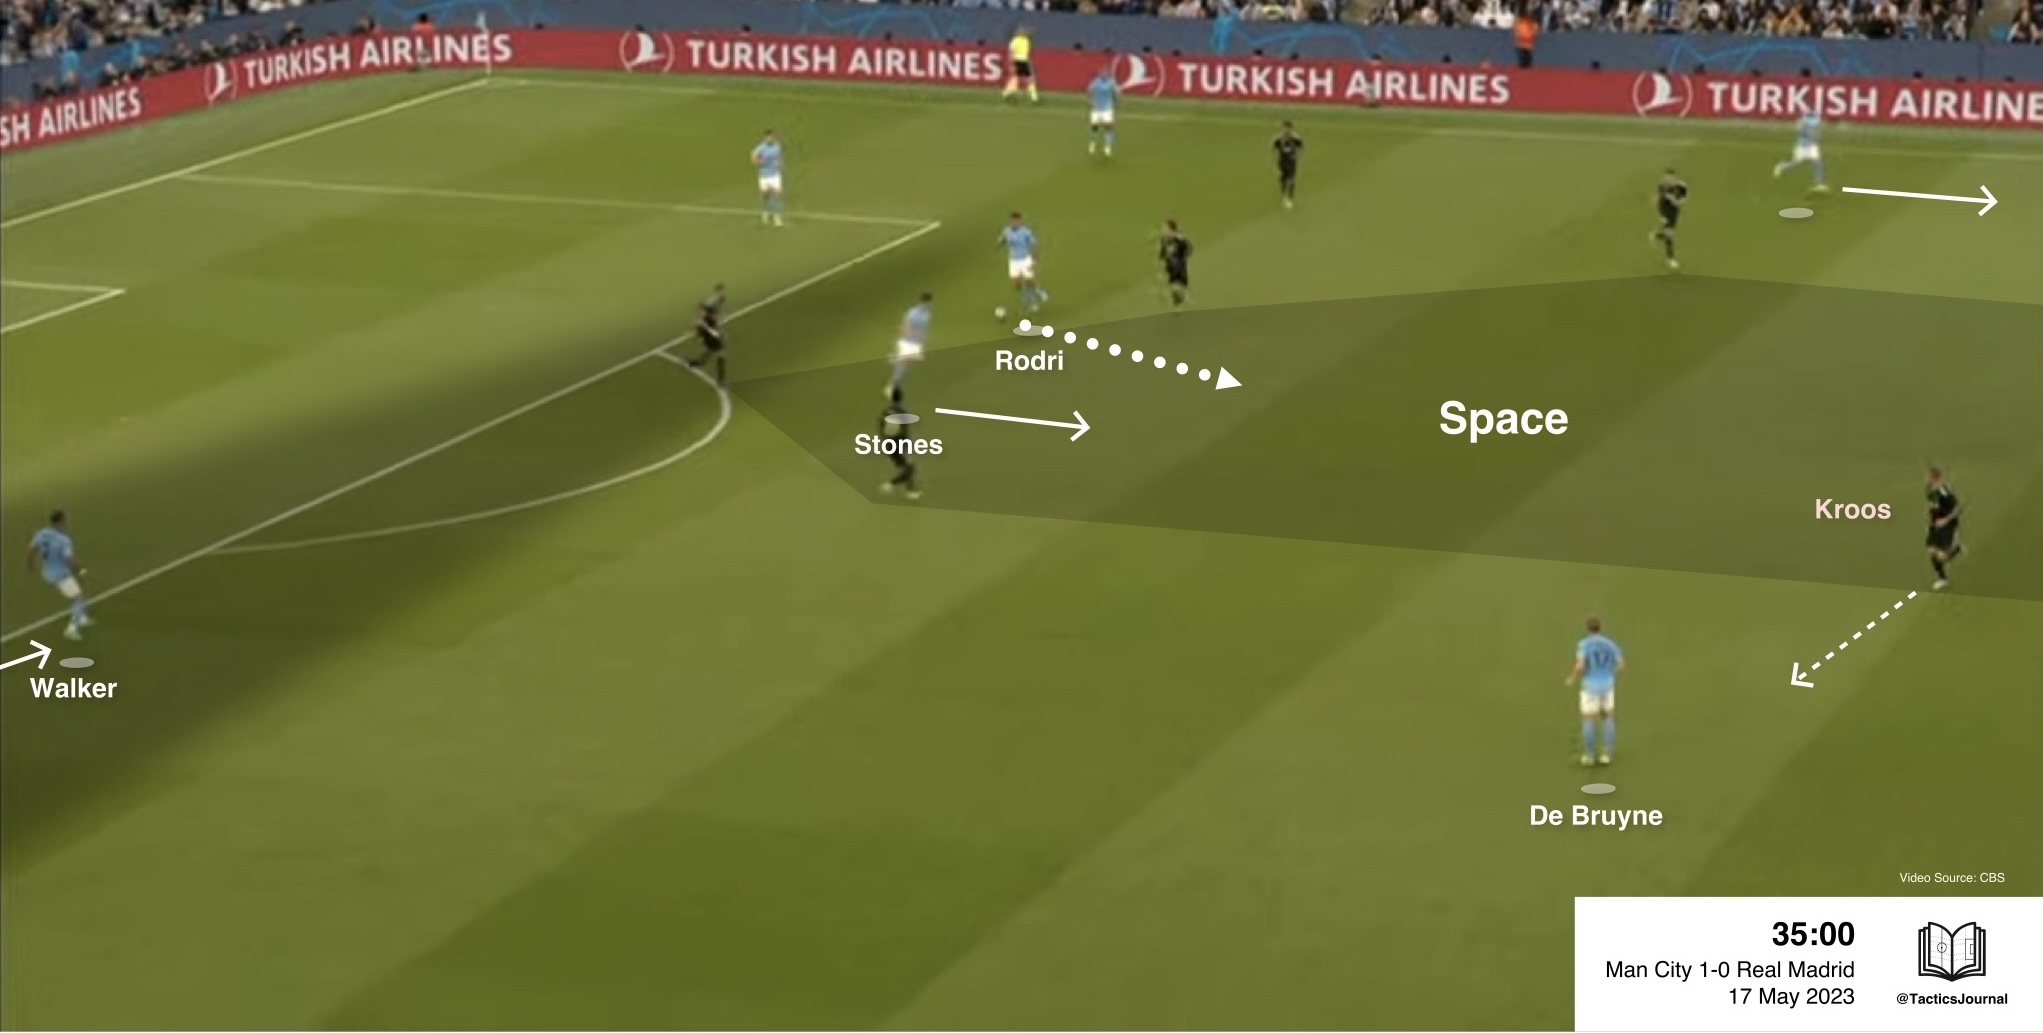 SH AIRLINES
TURKISH AIRLINES
TURKISH AIRLINES
TURKISH AIRLINES
TURKISH AIRLINE
Rodri
Space
Stones
Kroos
Walker
17
De Bruyne
Video Source: CBS
35:00
Man City 1-0 Real Madrid
17 May 2023
@TacticsJournal